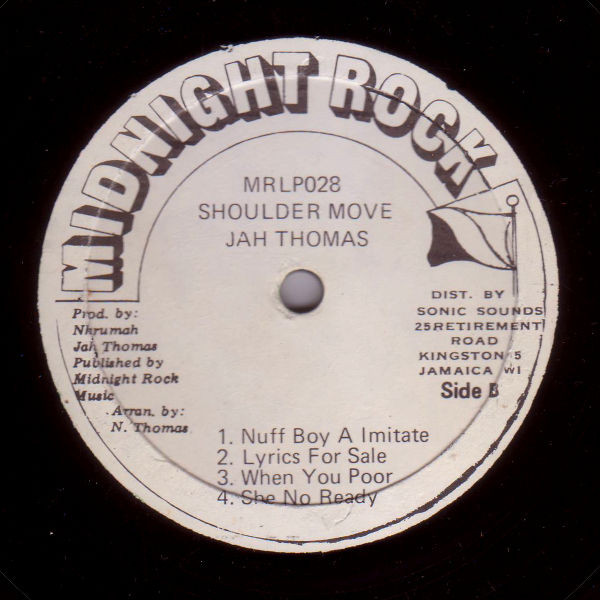 MIDNIGHT ROCK
MRLP028
SHOULDER MOVE
JAH THOMAS
Prod. by:
Nkrumah
Jah Thomas
Published by
Midnight Rock
Music
Arran. by:
N. Thomas
DIST. BY
SONIC SOUNDS
25RETIREMENT
ROAD
KINGSTON 5
JAMAICA WI
Side B
1. Nuff Boy A Imitate
2. Lyrics For Sale
3. When You Poor
4. She No Ready